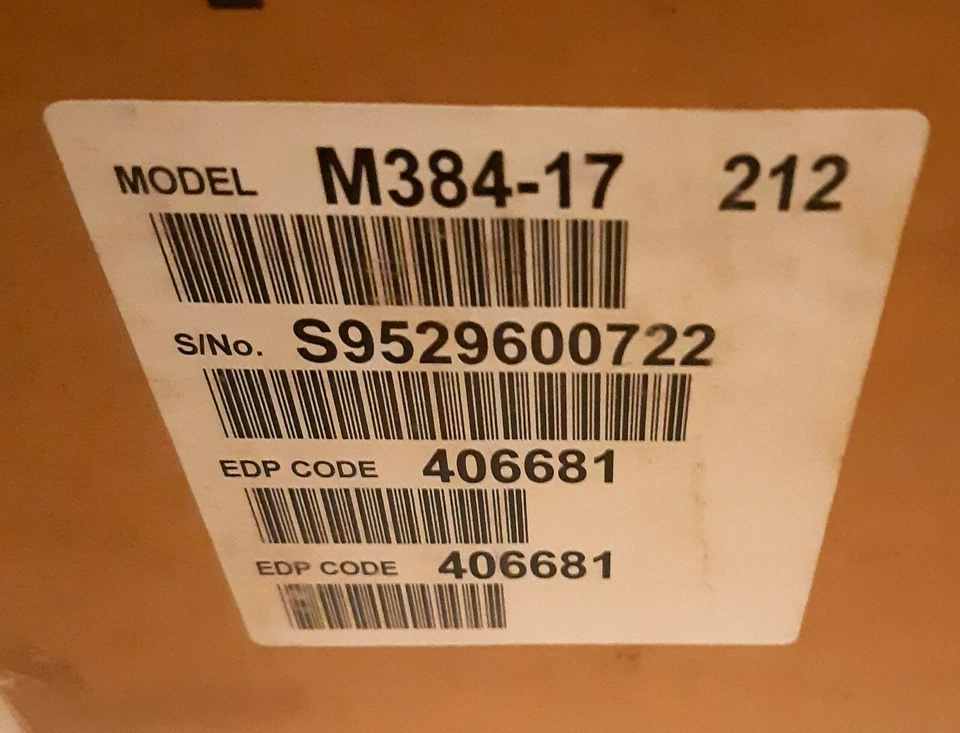 MODEL M384-17 212
S/No. S9529600722
EDP CODE 406681
EDP CODE 406681